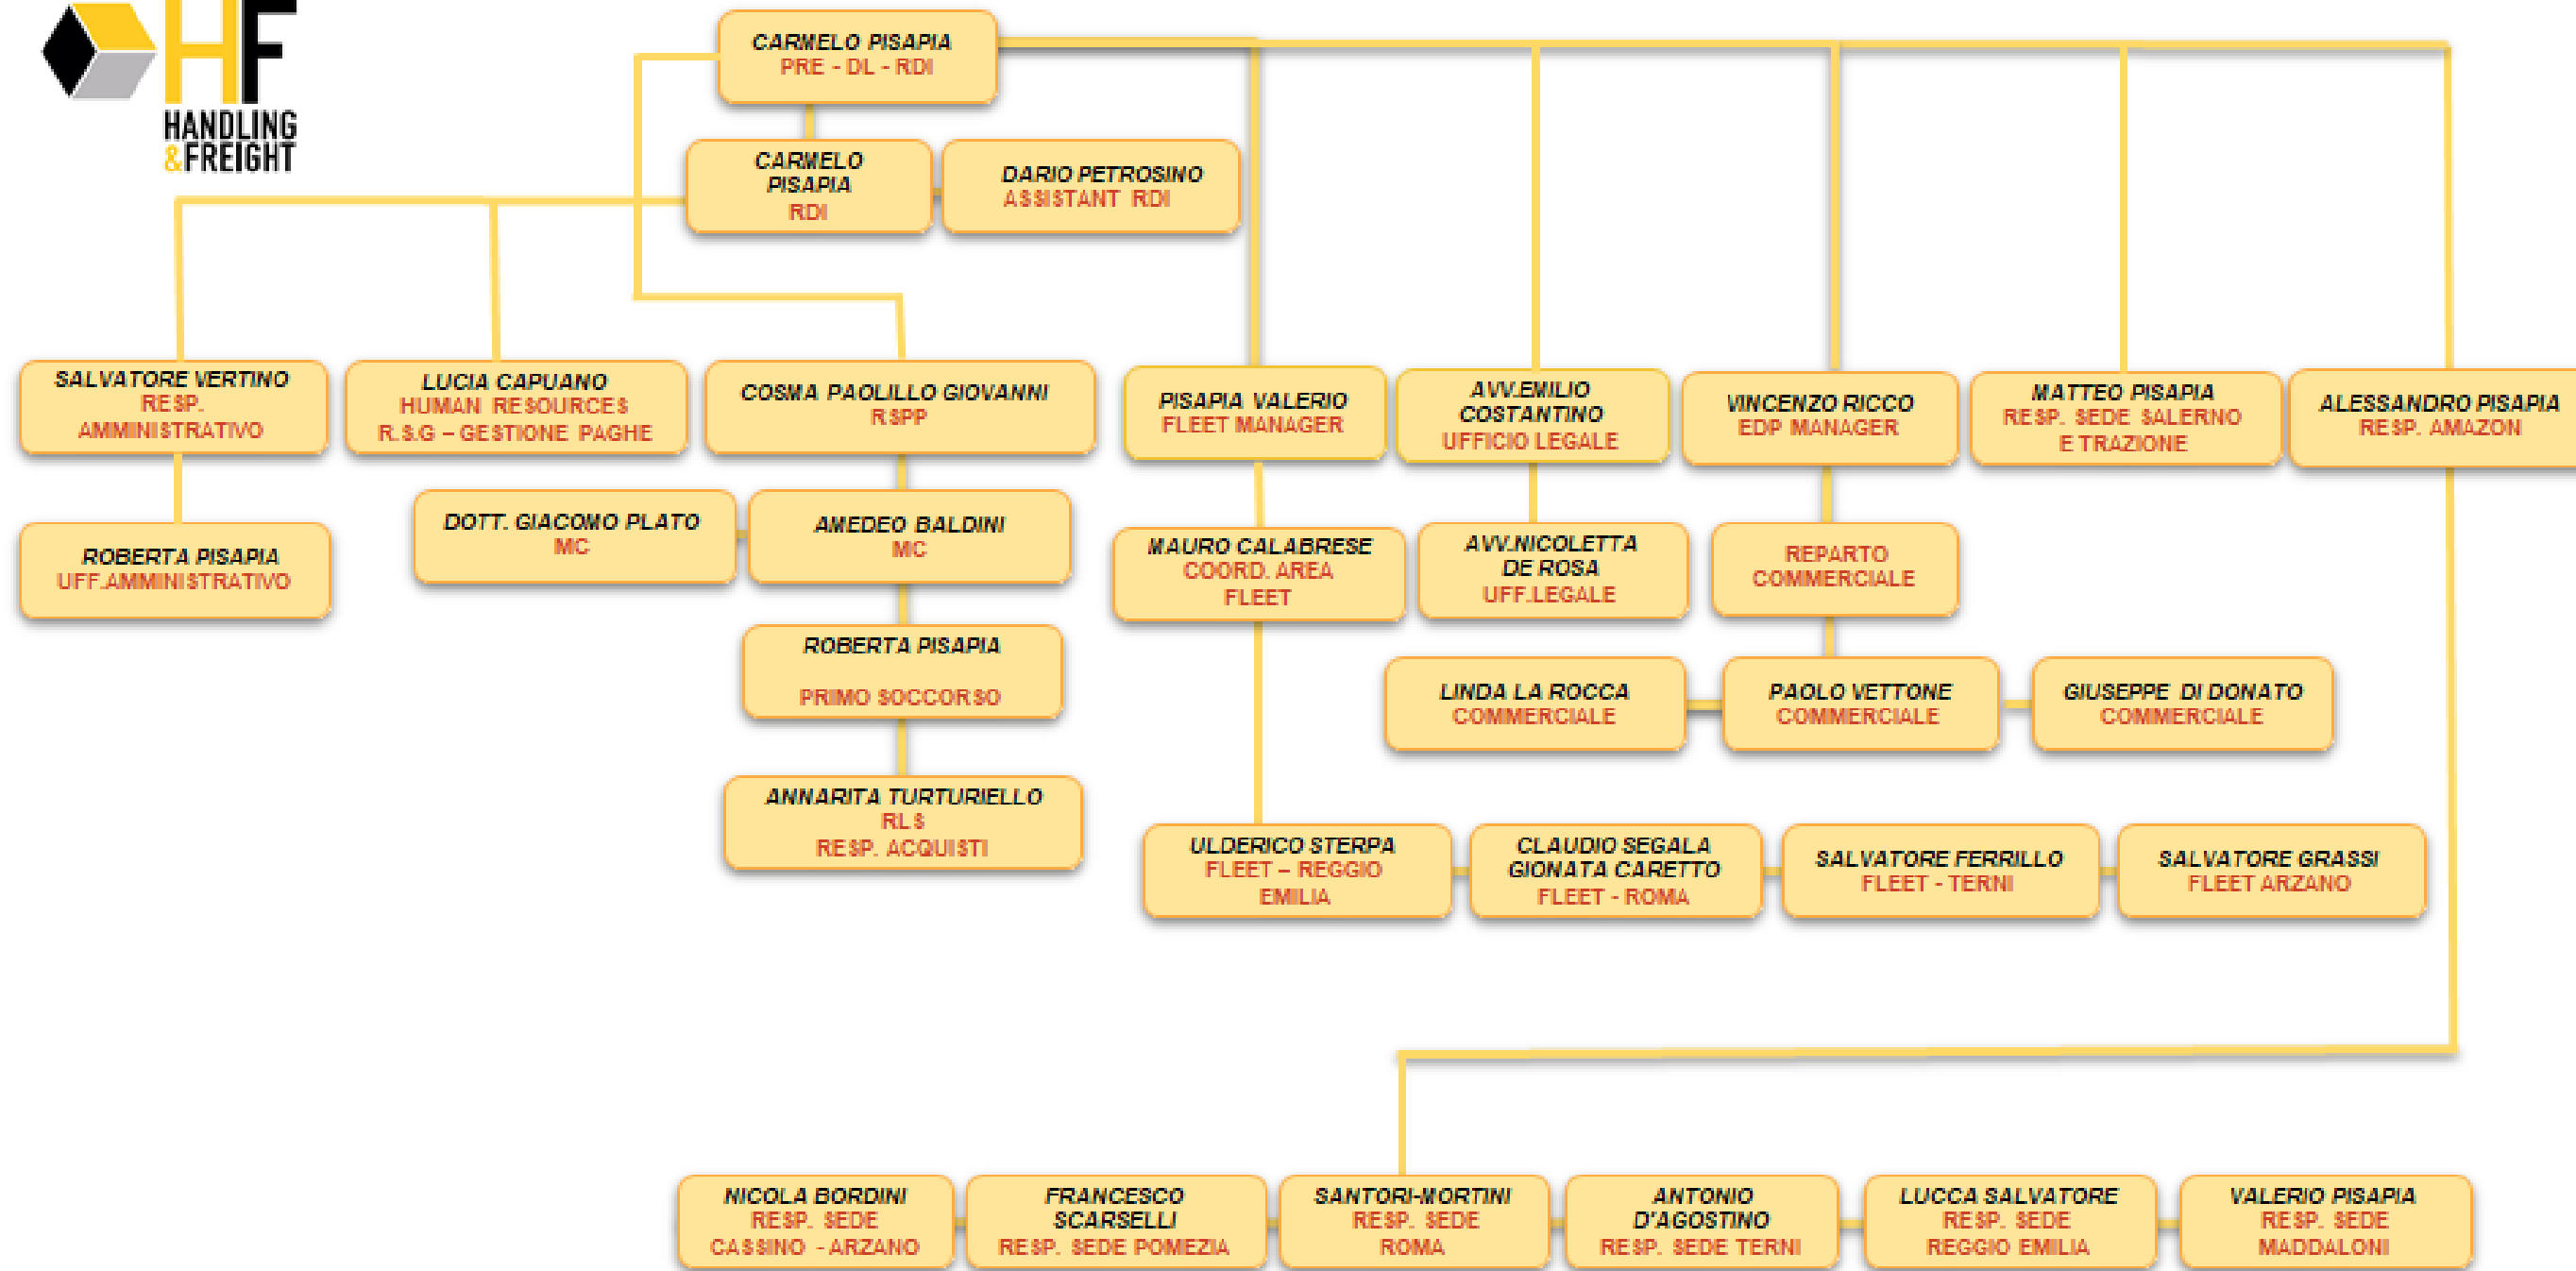 HF
HANDLING
&FREIGHT
CARMELO PISAPIA
PRE - DL - RDI
CARMELO
PISAPIA
RDI
DARIO PETROSINO
ASSISTANT RDI
SALVATORE VERTINO
RESP.
AMMINISTRATIVO
LUCIA CAPUANO
HUMAN RESOURCES
R.S.G – GESTIONE PAGHE
COSMA PAOLILLO GIOVANNI
RSPP
PISAPIA VALERIO
FLEET MANAGER
AVV.EMILIO
COSTANTINO
UFFICIO LEGALE
VINCENZO RICCO
EDP MANAGER
MATTEO PISAPIA
RESP. SEDE SALERNO
E TRAZIONE
ALESSANDRO PISAPIA
RESP. AMAZON
ROBERTA PISAPIA
UFF.AMMINISTRATIVO
DOTT. GIACOMO PLATO
MC
AMEDEO BALDINI
MC
MAURO CALABRESE
COORD. AREA
FLEET
AVV.NICOLETTA
DE ROSA
UFF.LEGALE
REPARTO
COMMERCIALE
ROBERTA PISAPIA
PRIMO SOCCORSO
LINDA LA ROCCA
COMMERCIALE
PAOLO VETTONE
COMMERCIALE
GIUSEPPE DI DONATO
COMMERCIALE
ANNARITA TURTURIELLO
RLS
RESP. ACQUISTI
ULDERICO STERPA
FLEET – REGGIO
EMILIA
CLAUDIO SEGALA
GIONATA CARETTO
FLEET - ROMA
SALVATORE FERRILLO
FLEET - TERNI
SALVATORE GRASSI
FLEET ARZANO
NICOLA BORDINI
RESP. SEDE
CASSINO - ARZANO
FRANCESCO
SCARSELLI
RESP. SEDE POMEZIA
SANTORI-MORTINI
RESP. SEDE
ROMA
ANTONIO
D'AGOSTINO
RESP. SEDE TERNI
LUCCA SALVATORE
RESP. SEDE
REGGIO EMILIA
VALERIO PISAPIA
RESP. SEDE
MADDALONI